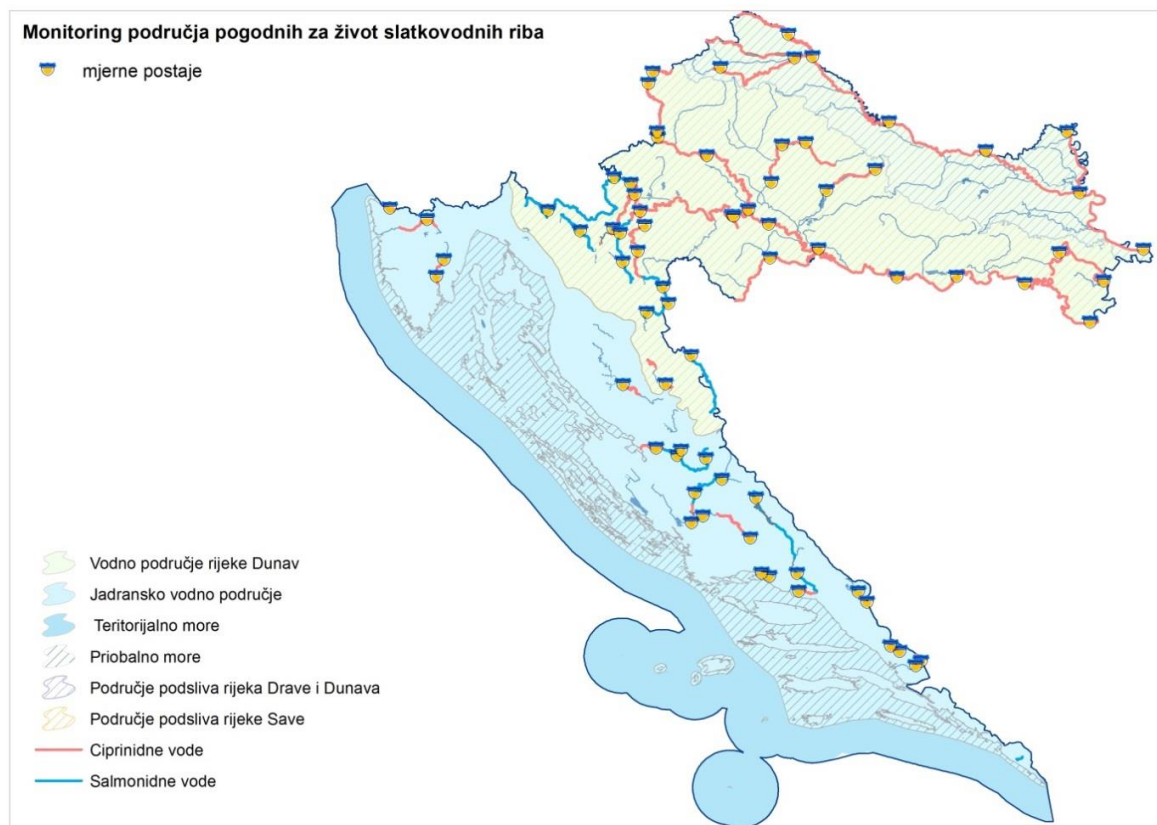 Monitoring područja pogodnih za život slatkovodnih riba
mjerne postaje
Vodno područje rijeke Dunav
Jadransko vodno područje
Teritorijalno more
Priobalno more
Područje podsliva rijeka Drave i Dunava
Područje podsliva rijeke Save
Ciprinidne vode
Salmonidne vode